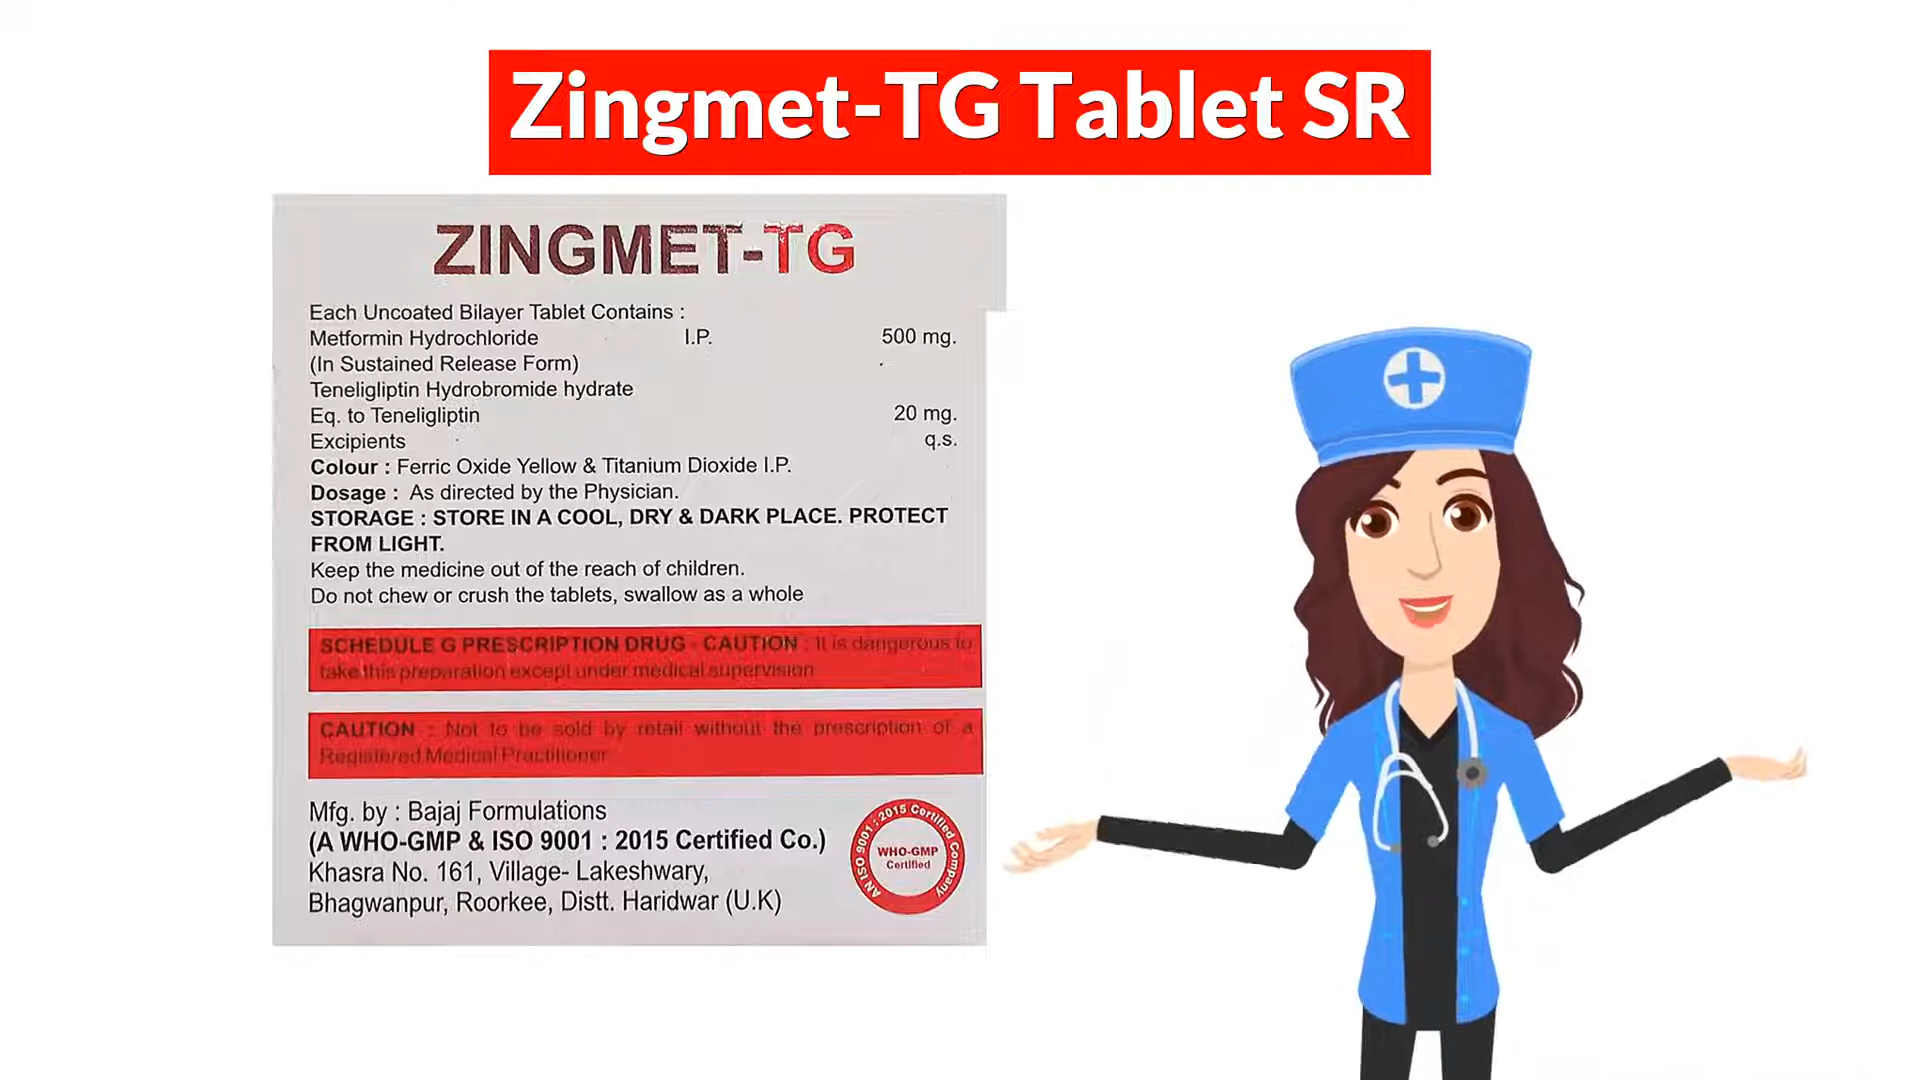 Zingmet-TG Tablet SR
ZINGMET-TG
Each Uncoated Bilayer Tablet Contains :
Metformin Hydrochloride I.P. 500 mg.
(In Sustained Release Form)
Teneligliptin Hydrobromide hydrate
Eq. to Teneligliptin 20 mg.
Excipients q.s.
Colour : Ferric Oxide Yellow & Titanium Dioxide I.P.
Dosage : As directed by the Physician.
STORAGE : STORE IN A COOL, DRY & DARK PLACE. PROTECT
FROM LIGHT.
Keep the medicine out of the reach of children.
Do not chew or crush the tablets, swallow as a whole
SCHEDULE G PRESCRIPTION DRUG - CAUTION : It is dangerous to
take this preparation except under medical supervision
CAUTION : Not to be sold by retail without the prescription of a
Registered Medical Practitioner
Mfg. by : Bajaj Formulations
(A WHO-GMP & ISO 9001 : 2015 Certified Co.)
Khasra No. 161, Village- Lakeshwary,
Bhagwanpur, Roorkee, Distt. Haridwar (U.K)
AN ISO 9001 : 2015 Certified Company
WHO-GMP
Certified